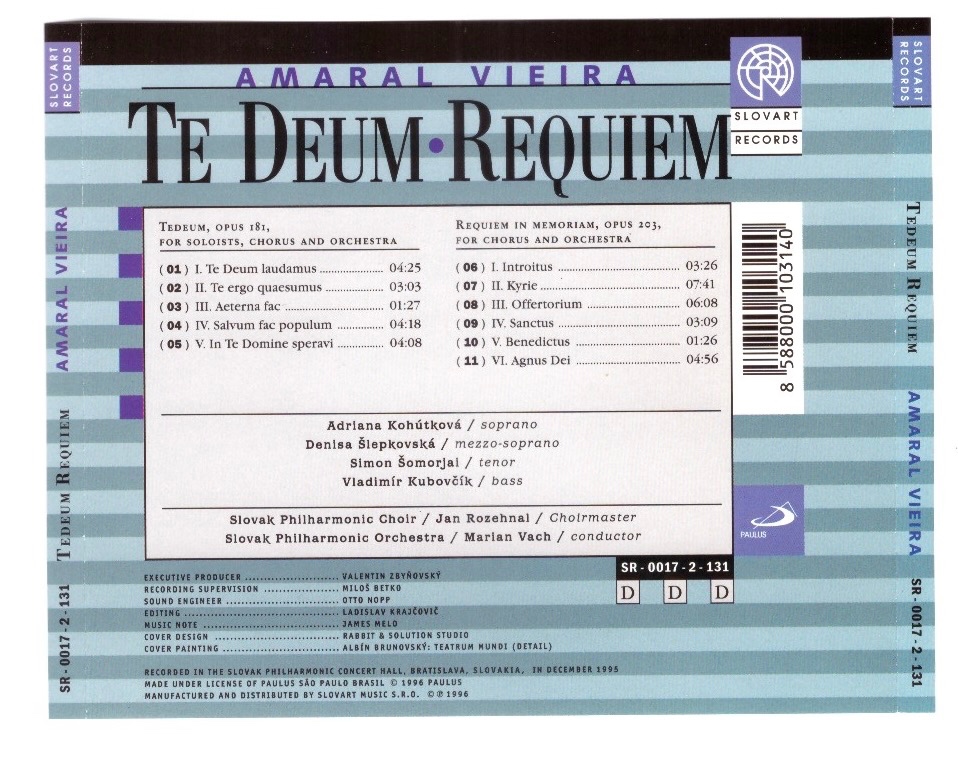 SLOVART
RECORDS
AMARAL VIEIRA
TEDEUM REQUIEM
SR - 0017 - 2 - 131
AMARAL VIEIRA
TE DEUM • REQUIEM
SLOVART
RECORDS
TEDEUM, OPUS 181,
FOR SOLOISTS, CHORUS AND ORCHESTRA
(01) I. Te Deum laudamus .................... 04:25
(02) II. Te ergo quaesumus ................ 03:03
(03) III. Aeterna fac ................................ 01:27
(04) IV. Salvum fac populum .............. 04:18
(05) V. In Te Domine speravi .............. 04:08
REQUIEM IN MEMORIAM, OPUS 203,
FOR CHORUS AND ORCHESTRA
(06) I. Introitus ...................................... 03:26
(07) II. Kyrie ............................................ 07:41
(08) III. Offertorium ............................... 06:08
(09) IV. Sanctus ...................................... 03:09
(10) V. Benedictus .................................. 01:26
(11) VI. Agnus Dei ................................. 04:56
Adriana Kohútková / soprano
Denisa Šlepkovská / mezzo-soprano
Simon Šomorjai / tenor
Vladimír Kubovčík / bass
Slovak Philharmonic Choir / Jan Rozehnal / Choirmaster
Slovak Philharmonic Orchestra / Marian Vach / conductor
8 588000 103140
PAULUS
SR - 0017 - 2 - 131
D D D
EXECUTIVE PRODUCER ........................ VALENTIN ZBYŇOVSKÝ
RECORDING SUPERVISION ................... MILOŠ BETKO
SOUND ENGINEER ............................. OTTO NOPP
EDITING ........................................ LADISLAV KRAJČOVIČ
MUSIC NOTE ................................... JAMES MELO
COVER DESIGN ................................ RABBIT & SOLUTION STUDIO
COVER PAINTING .............................. ALBÍN BRUNOVSKÝ: TEATRUM MUNDI (DETAIL)
RECORDED IN THE SLOVAK PHILHARMONIC CONCERT HALL, BRATISLAVA, SLOVAKIA, IN DECEMBER 1995
MADE UNDER LICENSE OF PAULUS SÃO PAULO BRASIL © 1996 PAULUS
MANUFACTURED AND DISTRIBUTED BY SLOVART MUSIC S.R.O. © ℗ 1996
SLOVART
RECORDS
TEDEUM REQUIEM
AMARAL VIEIRA
SR - 0017 - 2 - 131